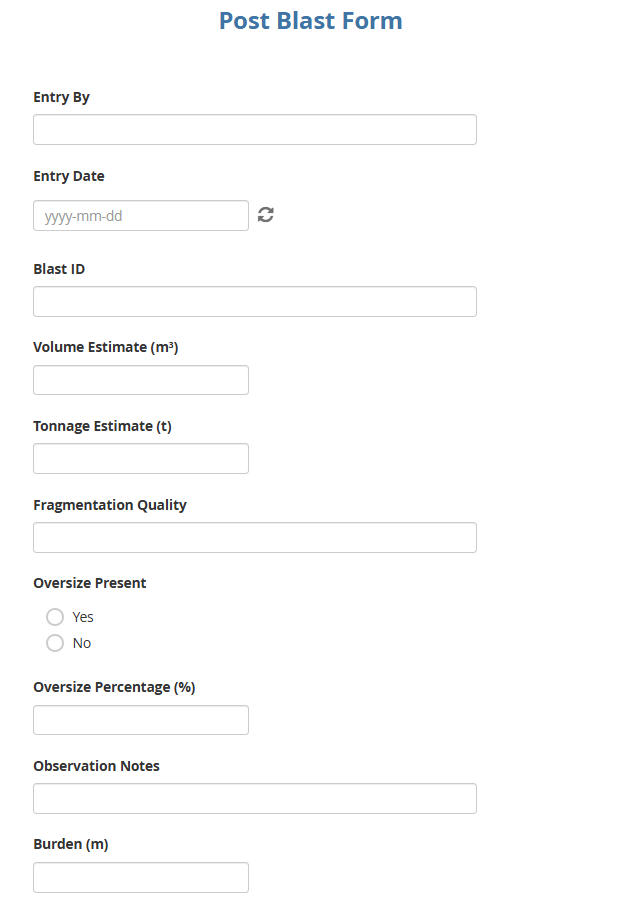 Post Blast Form
Entry By
Entry Date
yyyy-mm-dd
Blast ID
Volume Estimate (m³)
Tonnage Estimate (t)
Fragmentation Quality
Oversize Present
Yes
No
Oversize Percentage (%)
Observation Notes
Burden (m)